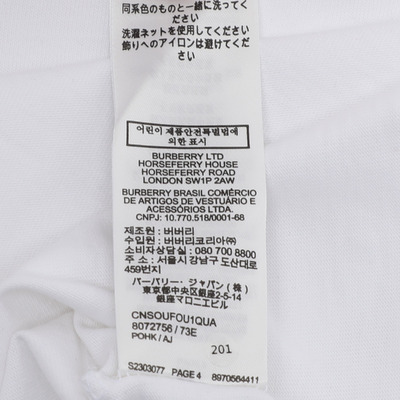 同系色のものと一緒に洗ってく
ださい
洗濯ネットを使用してください
飾りへのアイロンは避けてくだ
さい
어린이 제품안전특별법에
의한 표시
BURBERRY LTD
HORSEFERRY HOUSE
HORSEFERRY ROAD
LONDON SW1P 2AW
BURBERRY BRASIL COMÉRCIO
DE ARTIGOS DE VESTUÁRIO E
ACESSÓRIOS LTDA.
CNPJ: 10.770.518/0001-68
제조원 : 버버리
수입원 : 버버리코리아㈜
소비자상담실 : 080 700 8800
주소 : 서울시 강남구 도산대로
459번지
バーバリー・ジャパン(株)
東京都中央区銀座2-5-14
銀座マロニエビル
CNSOUFOU1QUA
8072756 / 73E
POHK / AJ
201
S2303077 PAGE 4 8970564411